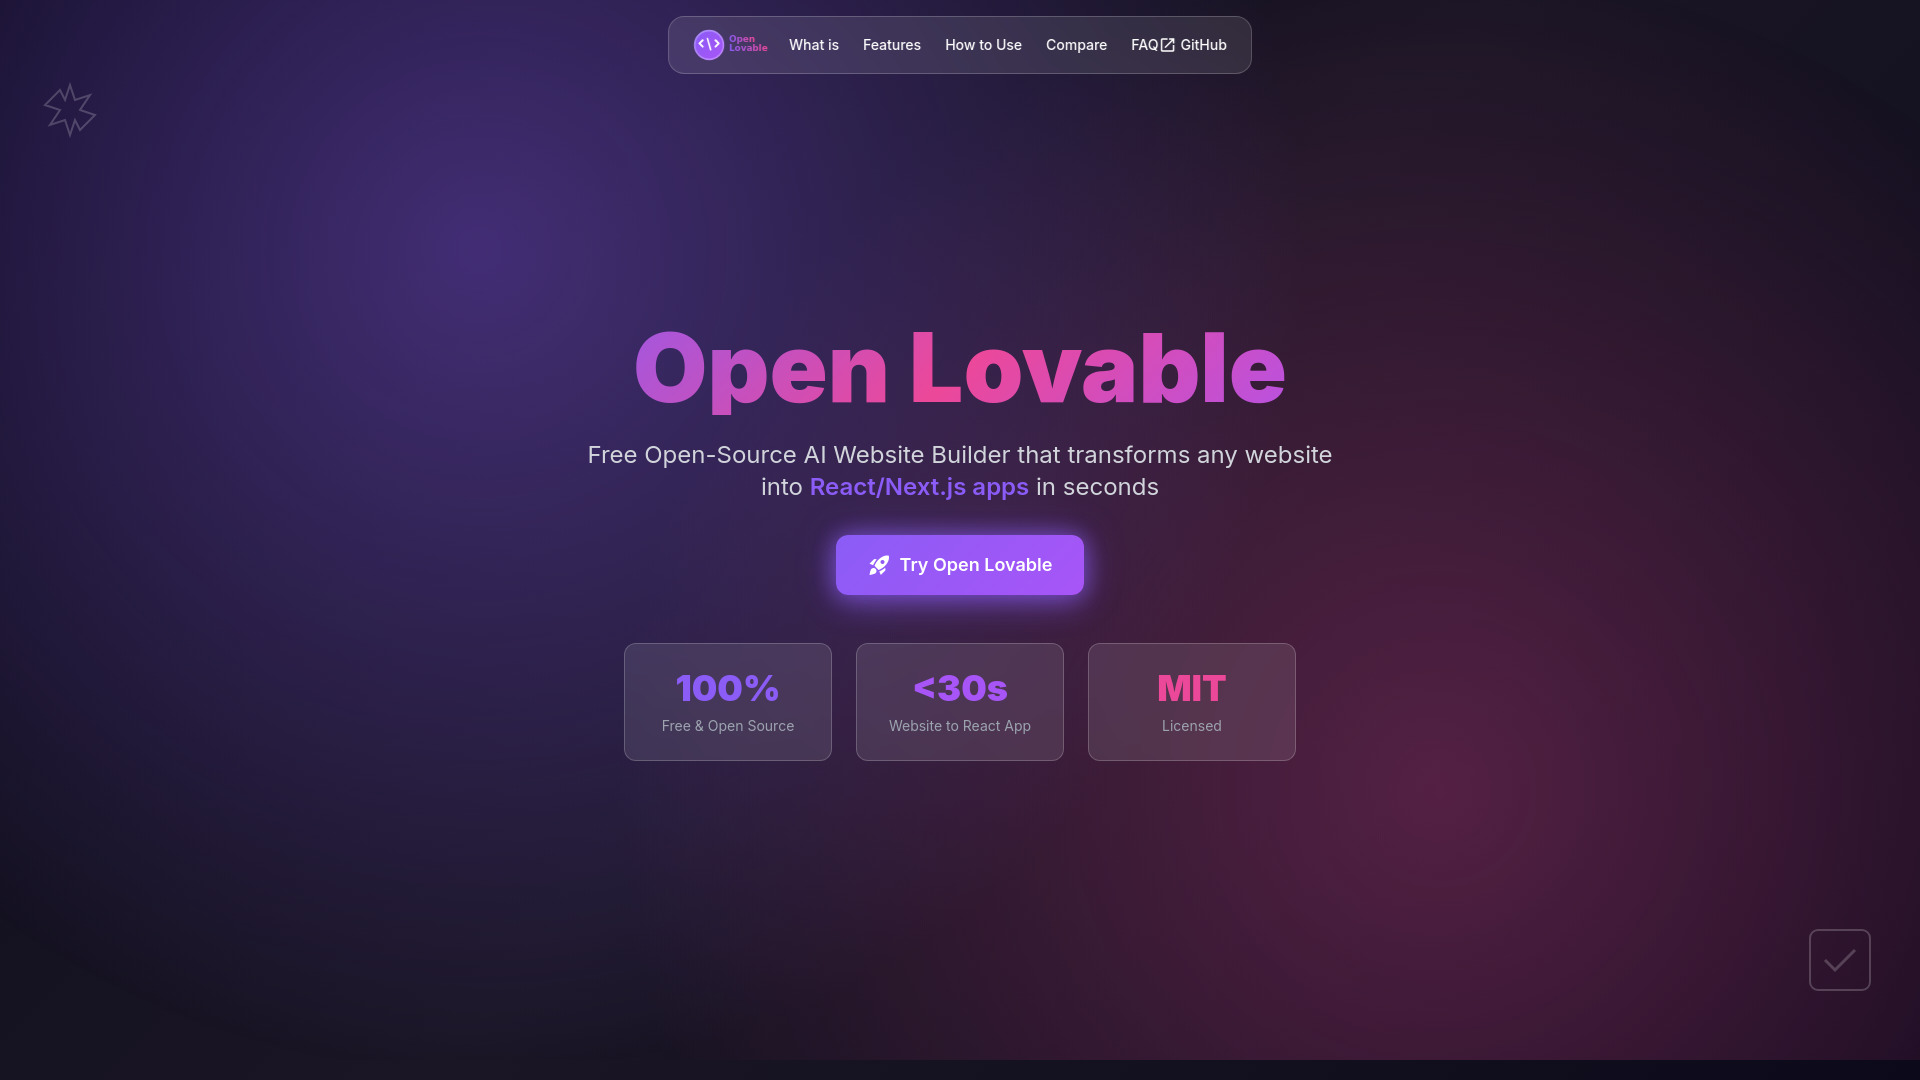 Open
Lovable
What is
Features
How to Use
Compare
FAQ
GitHub
Open Lovable
Free Open-Source AI Website Builder that transforms any website
into React/Next.js apps in seconds
Try Open Lovable
100%
Free & Open Source
<30s
Website to React App
MIT
Licensed